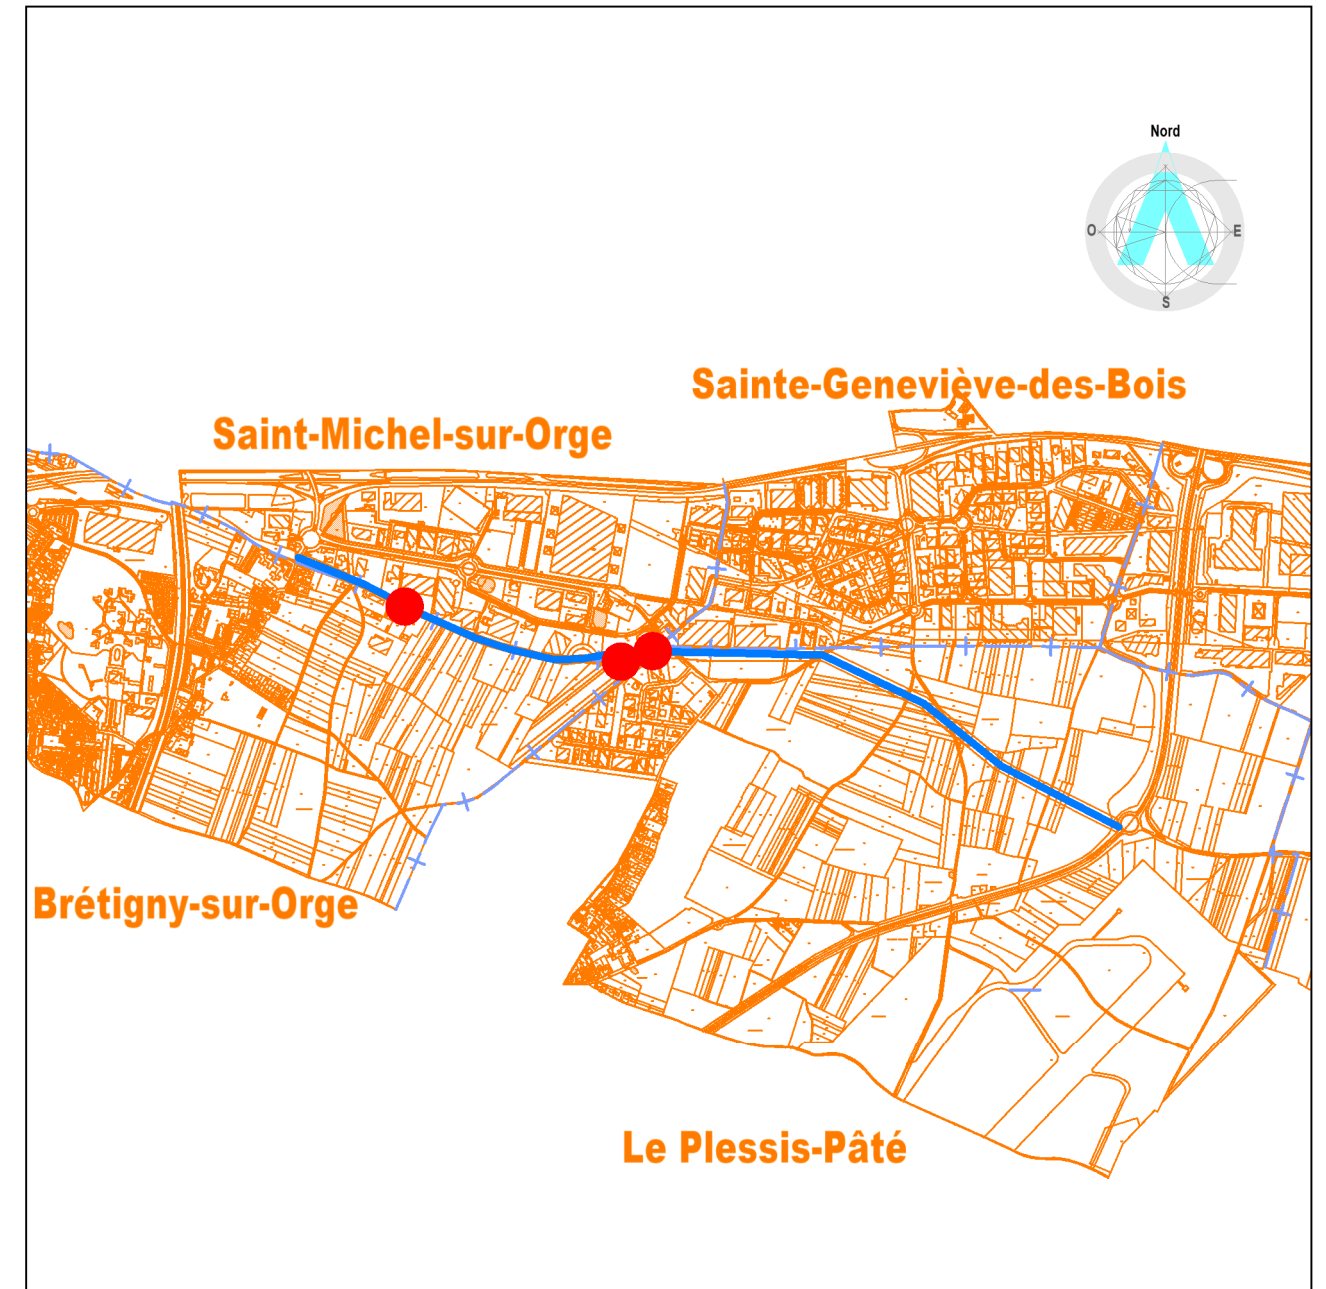 Nord
O
E
S
Sainte-Geneviève-des-Bois
Saint-Michel-sur-Orge
Brétigny-sur-Orge
Le Plessis-Pâté